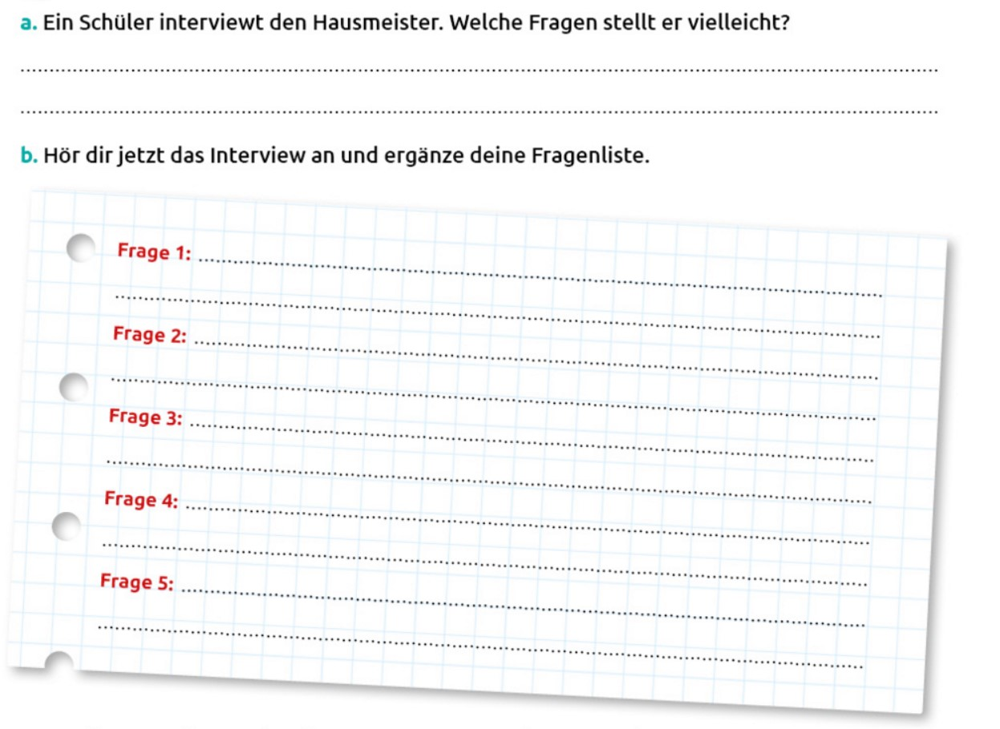 a. Ein Schüler interviewt den Hausmeister. Welche Fragen stellt er vielleicht?
b. Hör dir jetzt das Interview an und ergänze deine Fragenliste.
Frage 1:
Frage 2:
Frage 3:
Frage 4:
Frage 5: